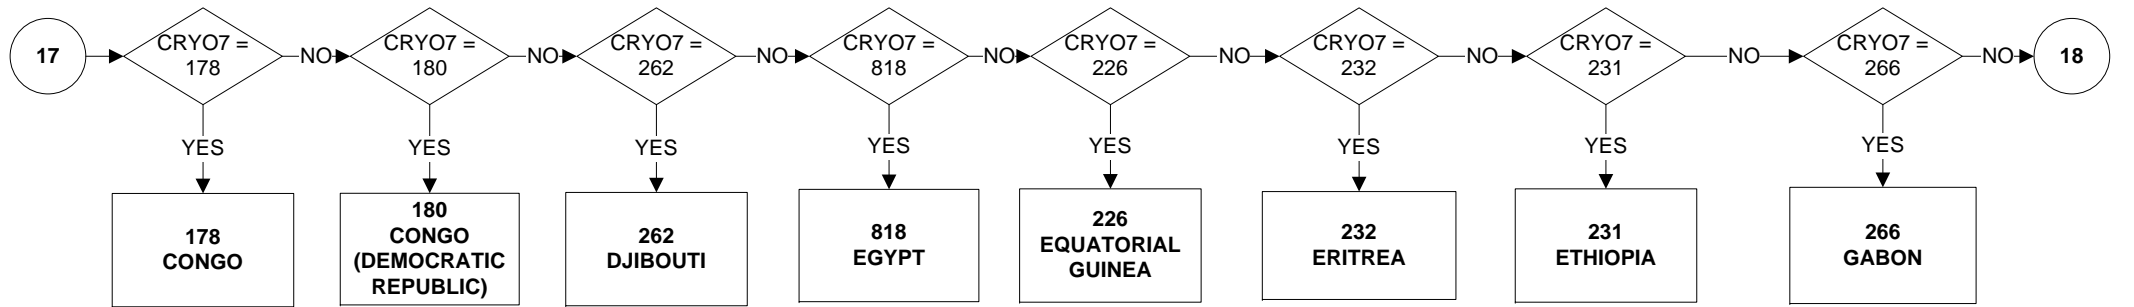 17
CRYO7 =
178
NO
CRYO7 =
180
NO
CRYO7 =
262
NO
CRYO7 =
818
NO
CRYO7 =
226
NO
CRYO7 =
232
NO
CRYO7 =
231
NO
CRYO7 =
266
NO
18
YES
YES
YES
YES
YES
YES
YES
YES
178
CONGO
180
CONGO
(DEMOCRATIC
REPUBLIC)
262
DJIBOUTI
818
EGYPT
226
EQUATORIAL
GUINEA
232
ERITREA
231
ETHIOPIA
266
GABON